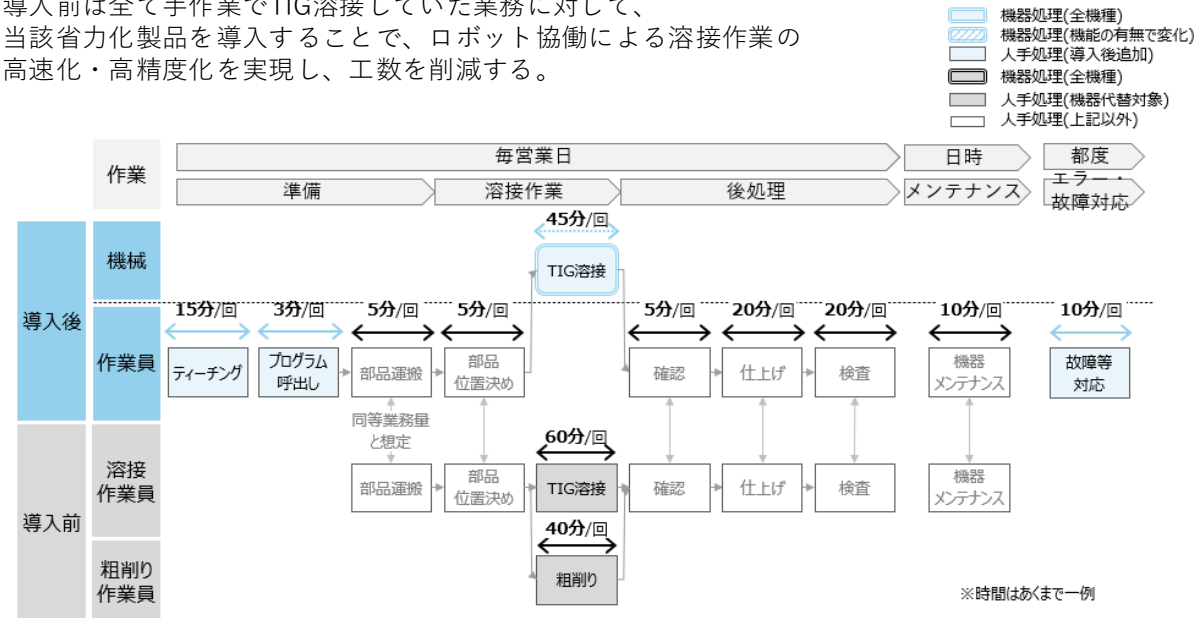 導入前は全て手作業でTIG溶接していた業務に対して、
当該省力化製品を導入することで、ロボット協働による溶接作業の
高速化・高精度化を実現し、工数を削減する。
機器処理(全機種)
機器処理(機能の有無で変化)
人手処理(導入後追加)
機器処理(全機種)
人手処理(機器代替対象)
人手処理(上記以外)
作業
毎営業日
日時
都度
準備
溶接作業
後処理
メンテナンス
エラー・
故障対応
導入後
機械
45分/回
TIG溶接
作業員
15分/回
3分/回
5分/回
5分/回
5分/回
20分/回
20分/回
10分/回
10分/回
ティーチング
プログラム
呼出し
部品運搬
部品
位置決め
確認
仕上げ
検査
機器
メンテナンス
故障等
対応
同等業務量
と想定
導入前
溶接
作業員
60分/回
部品運搬
部品
位置決め
TIG溶接
確認
仕上げ
検査
機器
メンテナンス
粗削り
作業員
40分/回
粗削り
※時間はあくまで一例